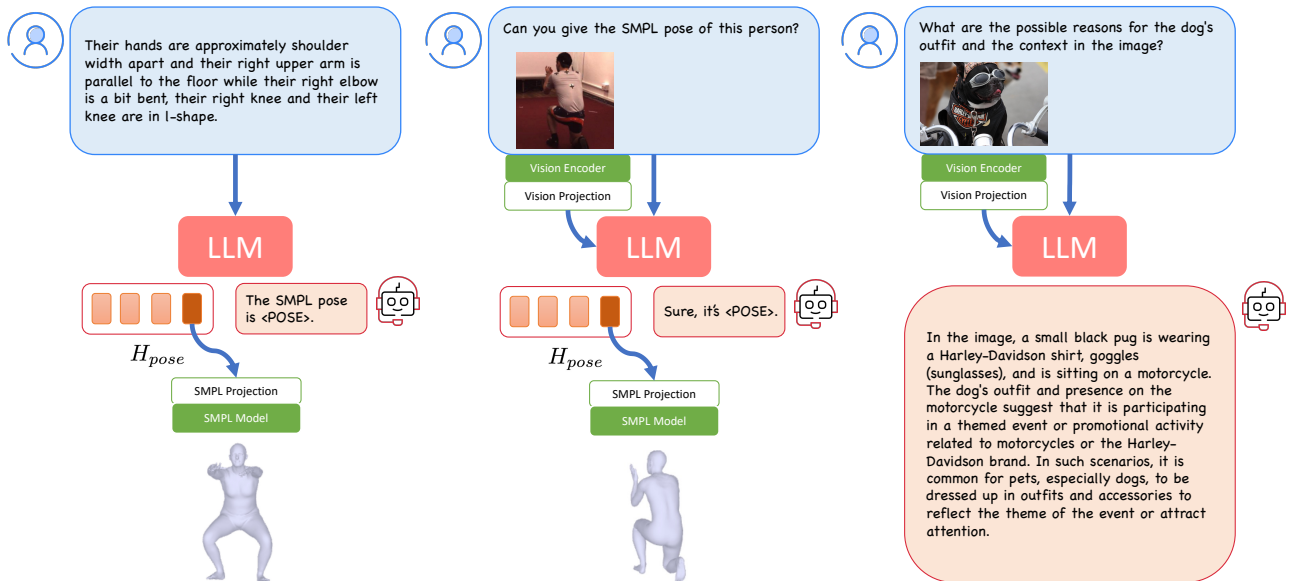 Their hands are approximately shoulder
width apart and their right upper arm is
parallel to the floor while their right elbow
is a bit bent, their right knee and their left
knee are in l-shape.
LLM
The SMPL pose
is <POSE>.
H_pose
SMPL Projection
SMPL Model
Can you give the SMPL pose of this person?
Vision Encoder
Vision Projection
LLM
Sure, it's <POSE>.
H_pose
SMPL Projection
SMPL Model
What are the possible reasons for the dog's
outfit and the context in the image?
Vision Encoder
Vision Projection
LLM
In the image, a small black pug is wearing
a Harley-Davidson shirt, goggles
(sunglasses), and is sitting on a motorcycle.
The dog's outfit and presence on the
motorcycle suggest that it is participating
in a themed event or promotional activity
related to motorcycles or the Harley-
Davidson brand. In such scenarios, it is
common for pets, especially dogs, to be
dressed up in outfits and accessories to
reflect the theme of the event or attract
attention.